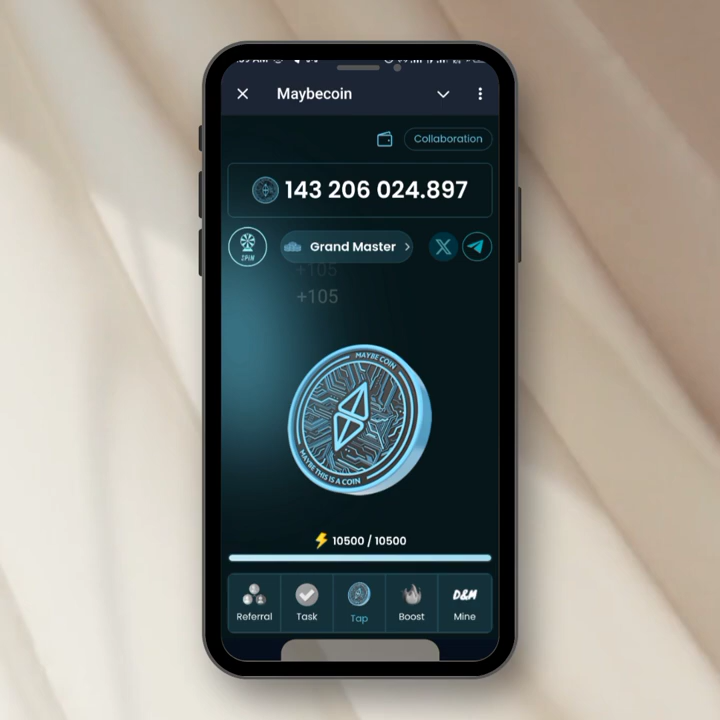 Maybecoin
Collaboration
143 206 024.897
SPIN
Grand Master
+105
+105
MAYBE COIN
MAYBE THIS IS A COIN
10500 / 10500
Referral
Task
Tap
Boost
D&M
Mine